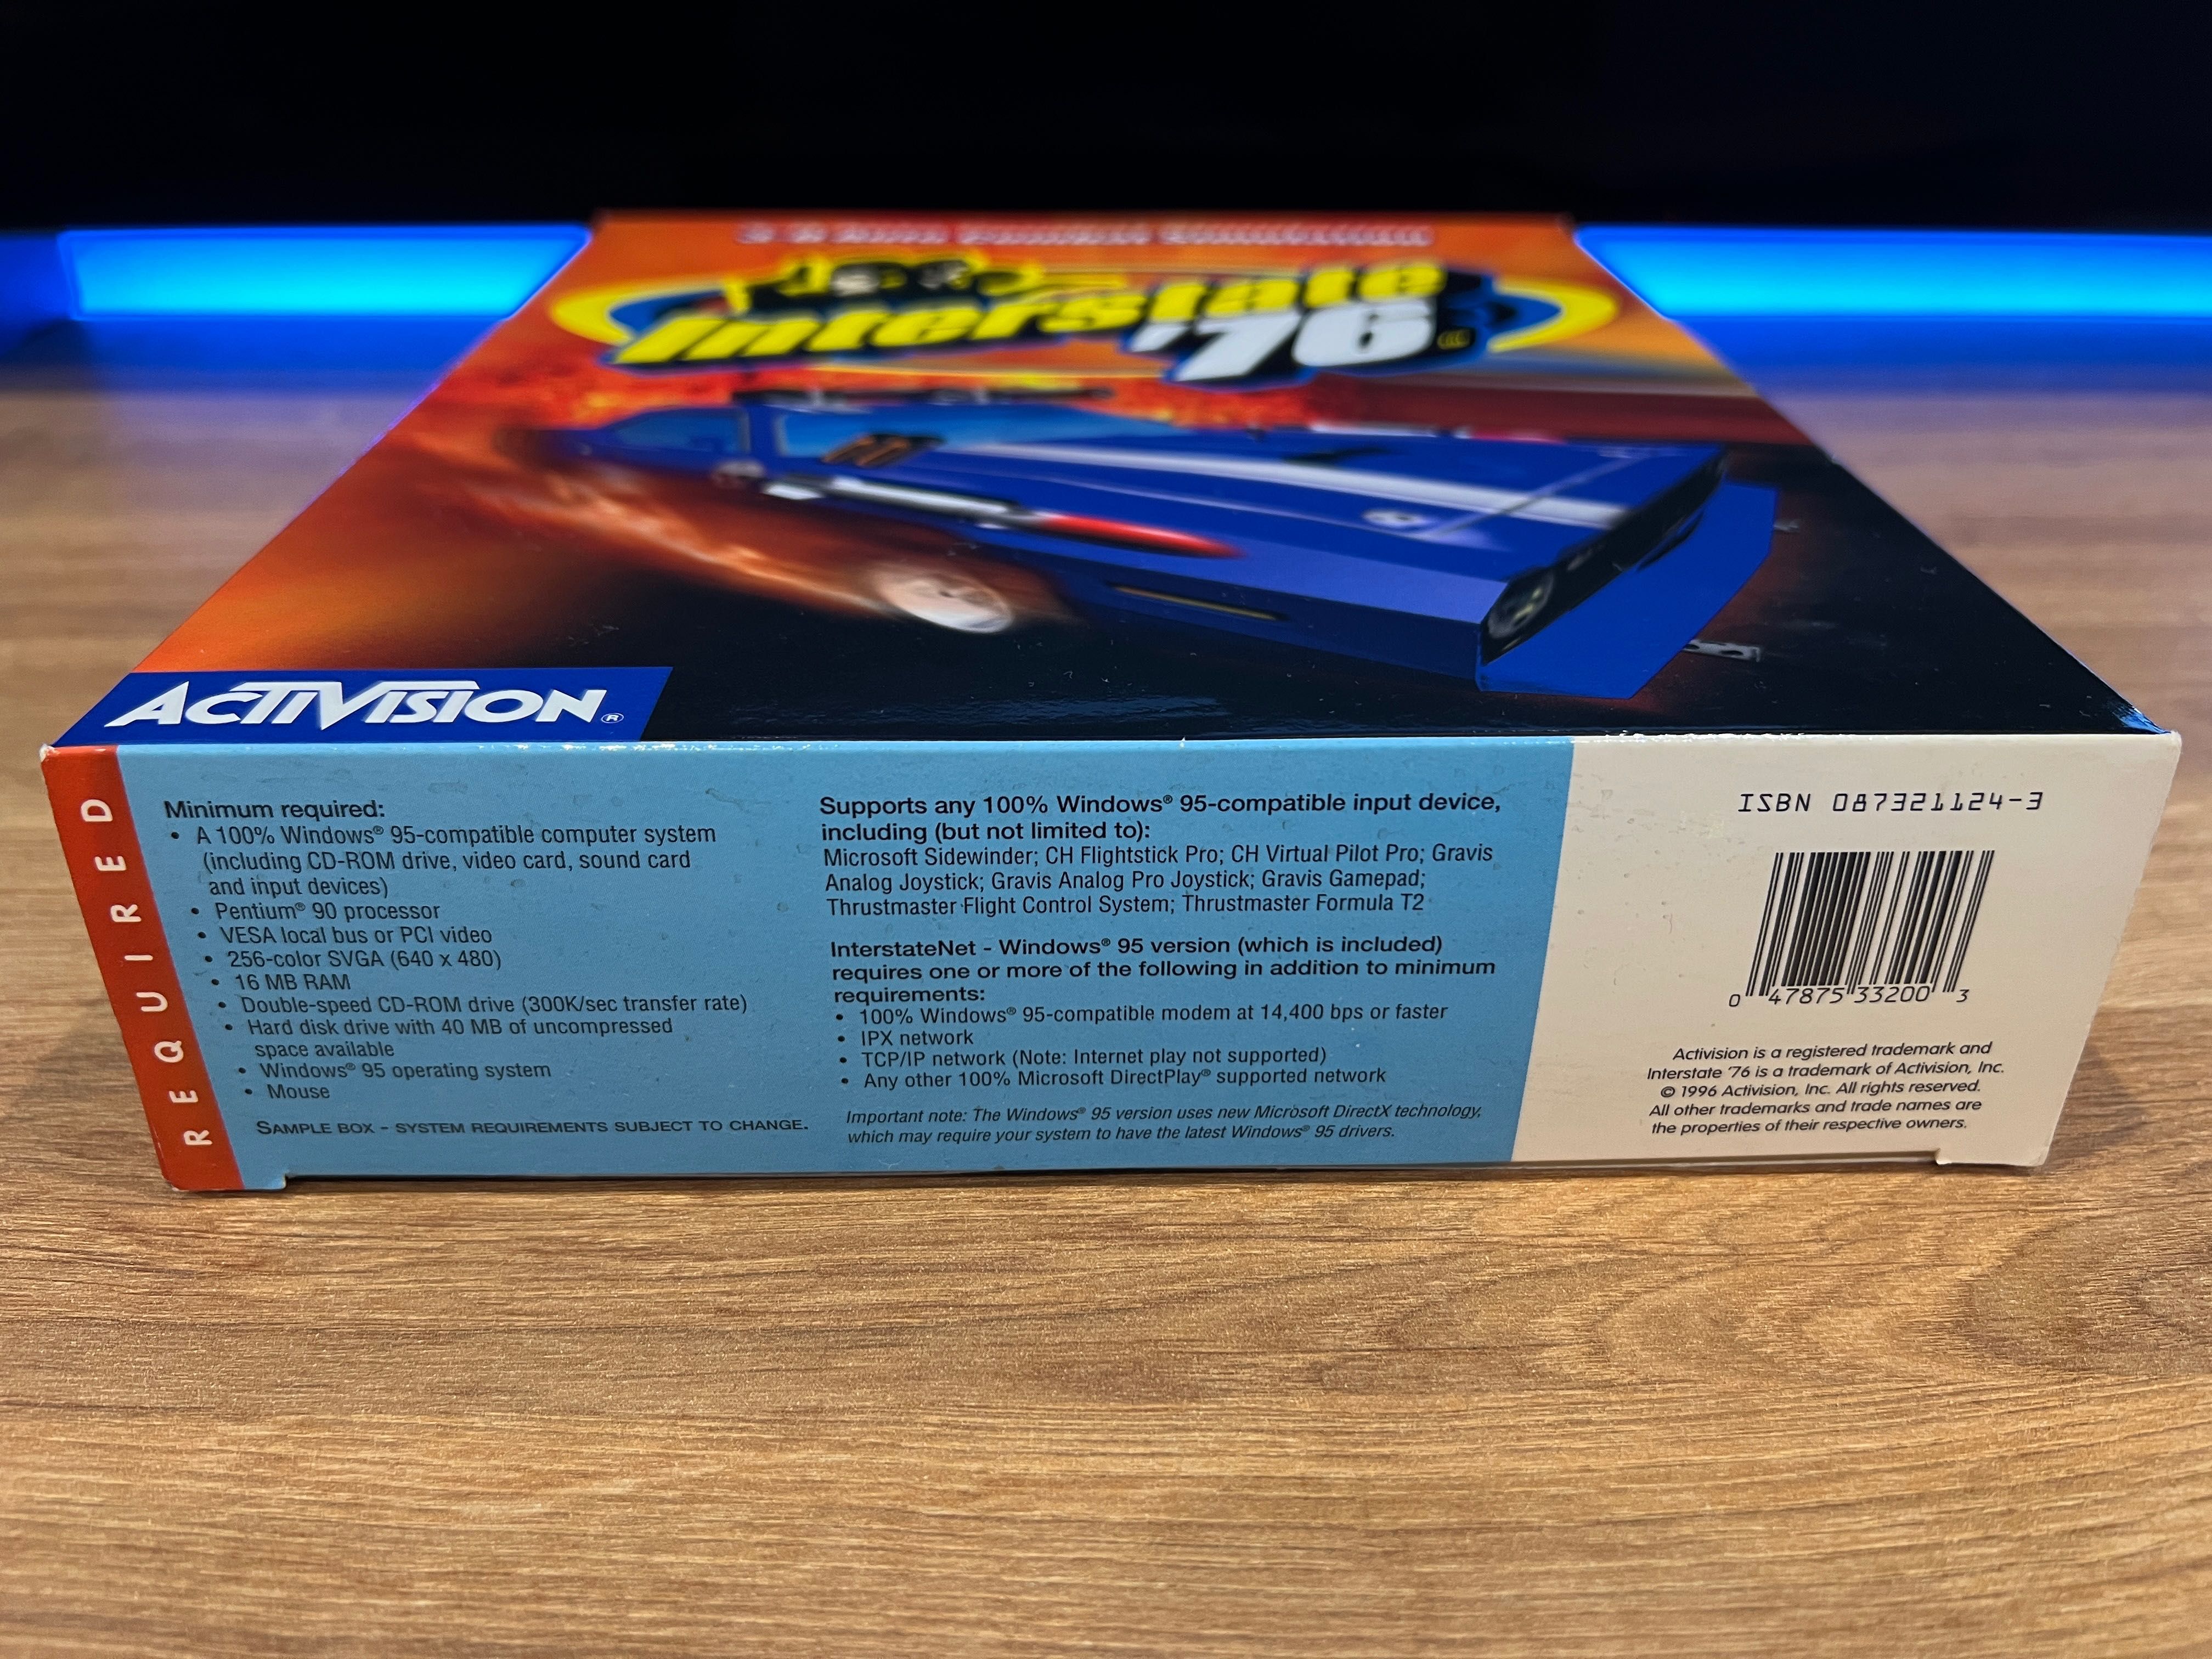 3-D Auto Combat Simulation
Interstate
'76
ACTIVISION®
REQUIRED
Minimum required:
• A 100% Windows® 95-compatible computer system
(including CD-ROM drive, video card, sound card
and input devices)
• Pentium® 90 processor
• VESA local bus or PCI video
• 256-color SVGA (640 x 480)
• 16 MB RAM
• Double-speed CD-ROM drive (300K/sec transfer rate)
• Hard disk drive with 40 MB of uncompressed
space available
• Windows® 95 operating system
• Mouse
SAMPLE BOX - SYSTEM REQUIREMENTS SUBJECT TO CHANGE.
Supports any 100% Windows® 95-compatible input device,
including (but not limited to):
Microsoft Sidewinder; CH Flightstick Pro; CH Virtual Pilot Pro; Gravis
Analog Joystick; Gravis Analog Pro Joystick; Gravis Gamepad;
Thrustmaster Flight Control System; Thrustmaster Formula T2
InterstateNet - Windows® 95 version (which is included)
requires one or more of the following in addition to minimum
requirements:
• 100% Windows® 95-compatible modem at 14,400 bps or faster
• IPX network
• TCP/IP network (Note: Internet play not supported)
• Any other 100% Microsoft DirectPlay® supported network
Important note: The Windows® 95 version uses new Microsoft DirectX technology,
which may require your system to have the latest Windows® 95 drivers.
ISBN 087321124-3
0 47875 33200 3
Activision is a registered trademark and
Interstate '76 is a trademark of Activision, Inc.
© 1996 Activision, Inc. All rights reserved.
All other trademarks and trade names are
the properties of their respective owners.